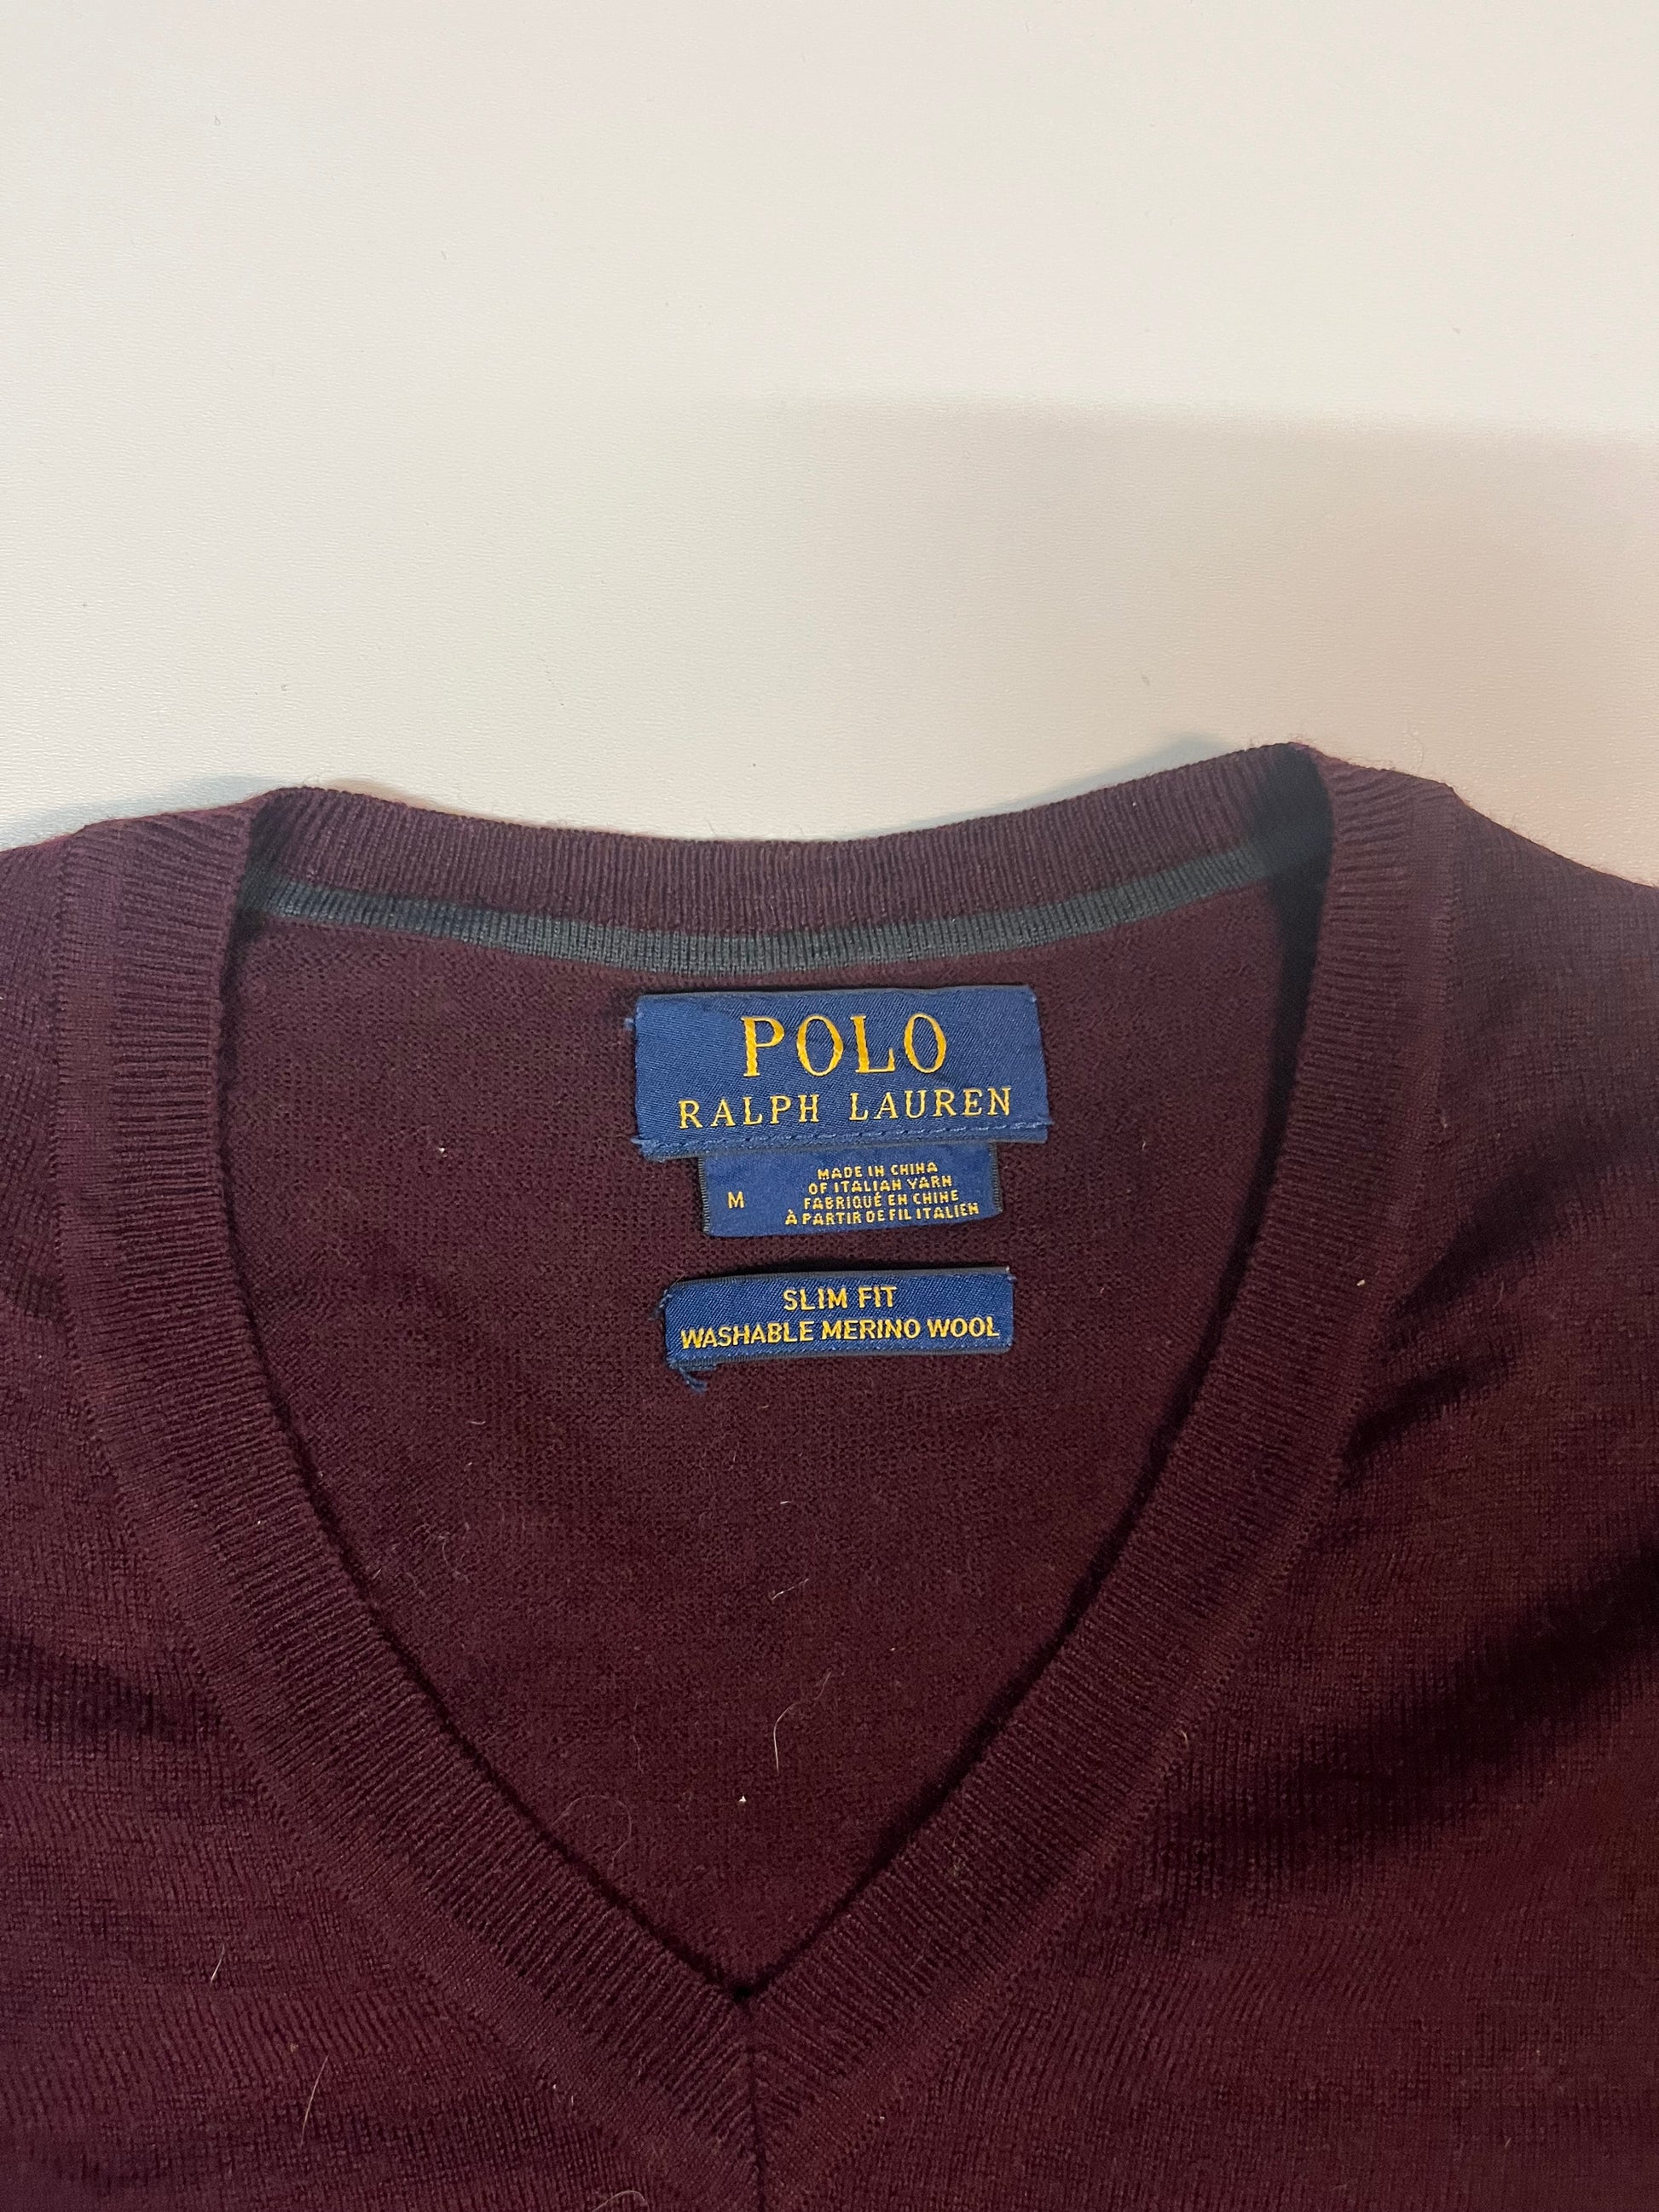 POLO
RALPH LAUREN
M
MADE IN CHINA
OF ITALIAN YARN
FABRIQUÉ EN CHINE
À PARTIR DE FIL ITALIEN
SLIM FIT
WASHABLE MERINO WOOL